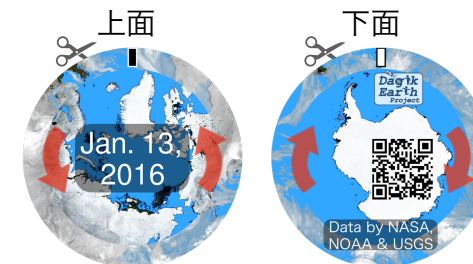 上面
下面
Jan. 13,
2016
Dagik
Earth
Project
Data by NASA,
NOAA & USGS